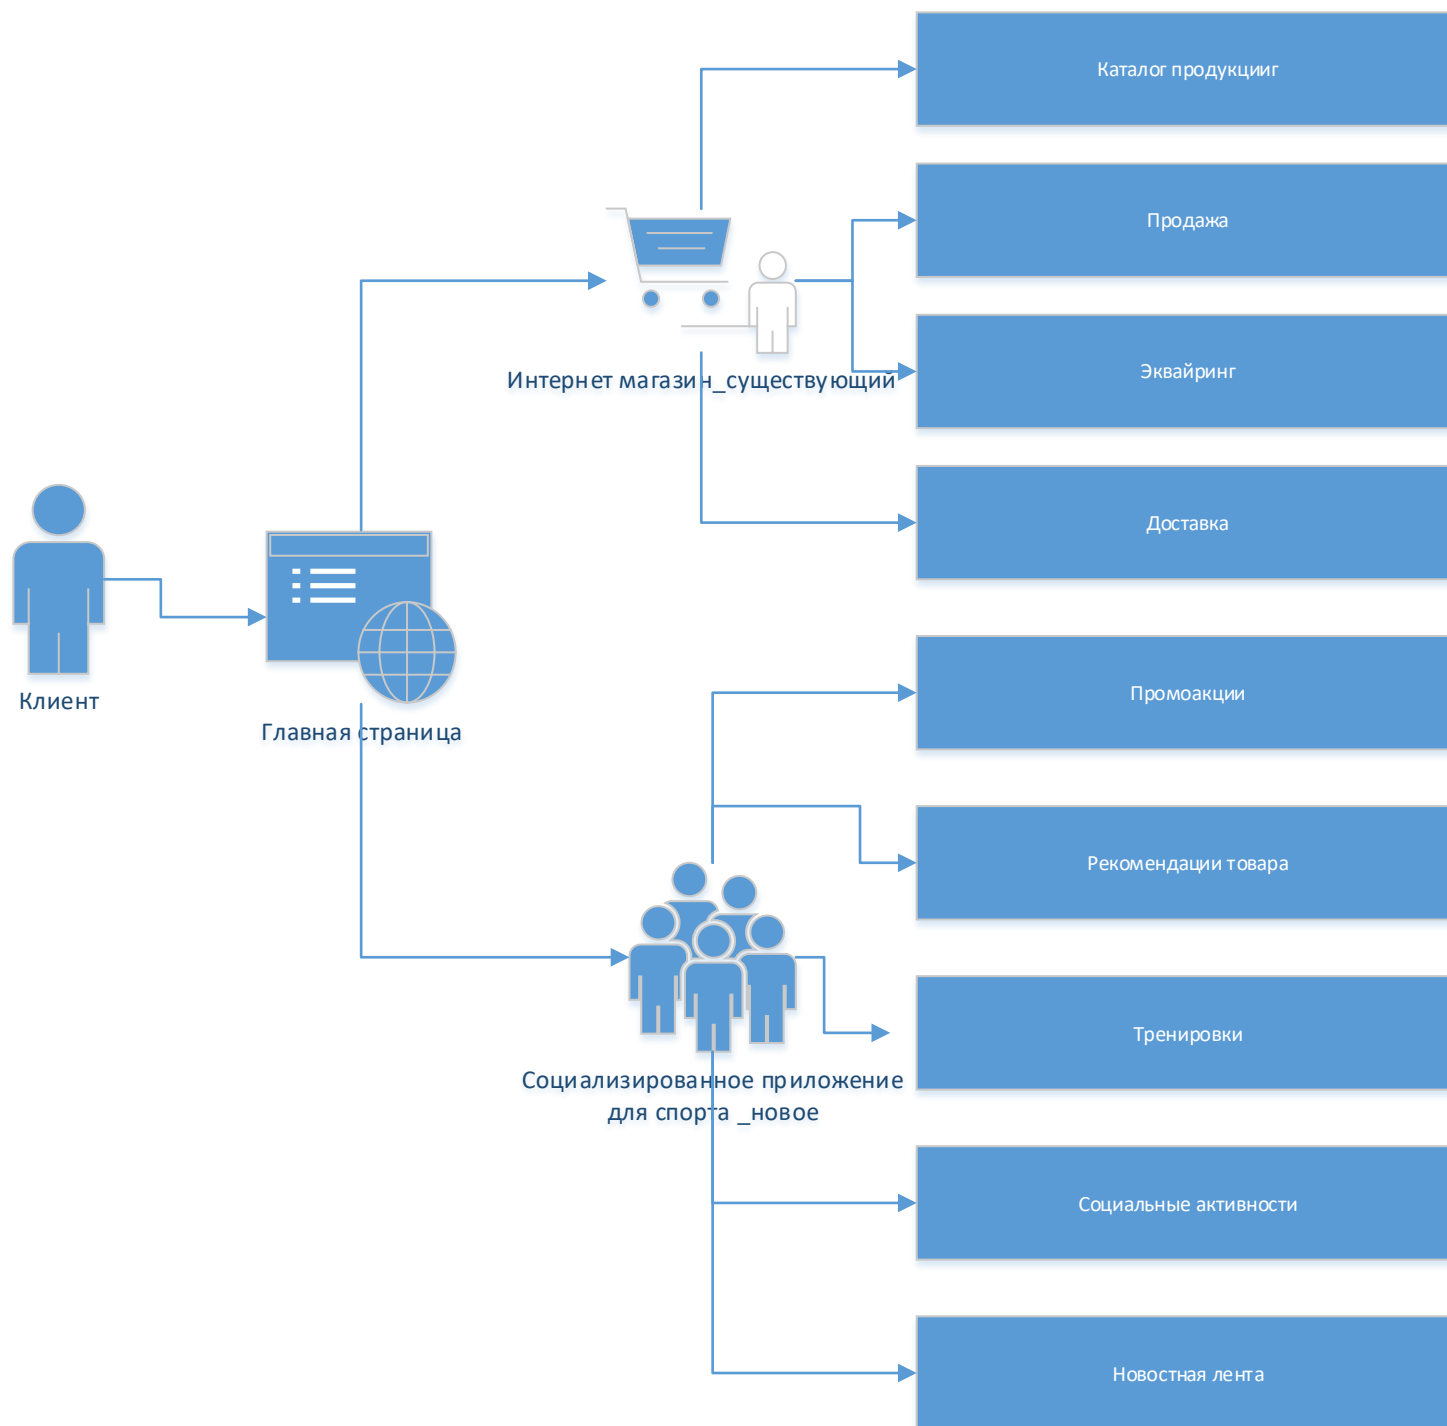 Каталог продукцииг
Продажа
Интернет магазин_существующий
Эквайринг
Доставка
Клиент
Главная страница
Промоакции
Рекомендации товара
Тренировки
Социализированное приложение
для спорта _новое
Социальные активности
Новостная лента